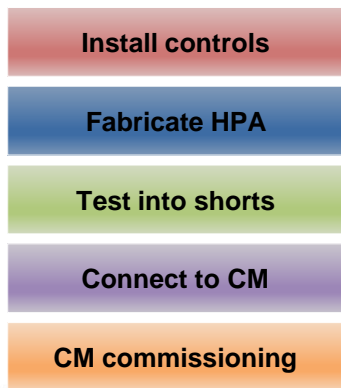 Install controls
Fabricate HPA
Test into shorts
Connect to CM
CM commissioning